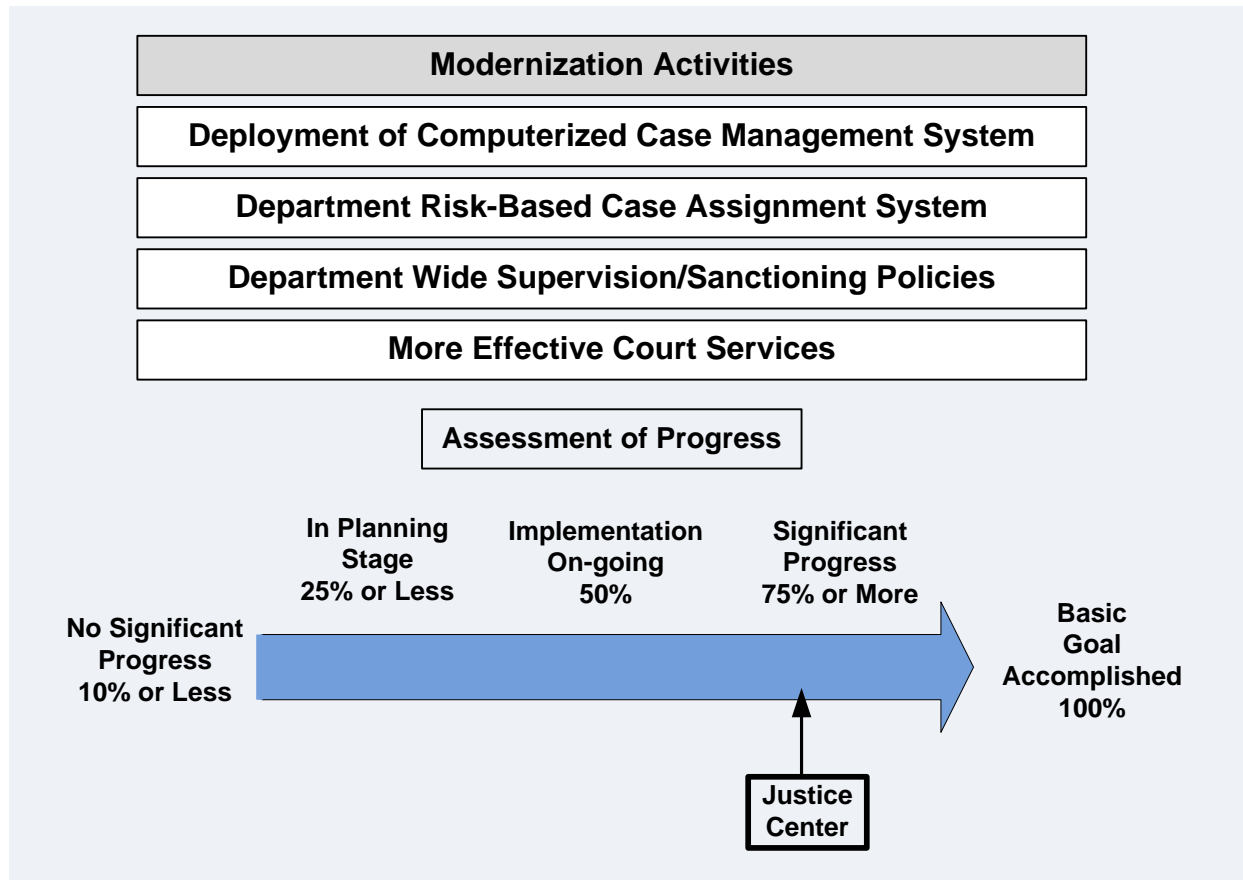 Modernization Activities
Deployment of Computerized Case Management System
Department Risk-Based Case Assignment System
Department Wide Supervision/Sanctioning Policies
More Effective Court Services
Assessment of Progress
No Significant
Progress
10% or Less
In Planning
Stage
25% or Less
Implementation
On-going
50%
Significant
Progress
75% or More
Basic
Goal
Accomplished
100%
Justice
Center